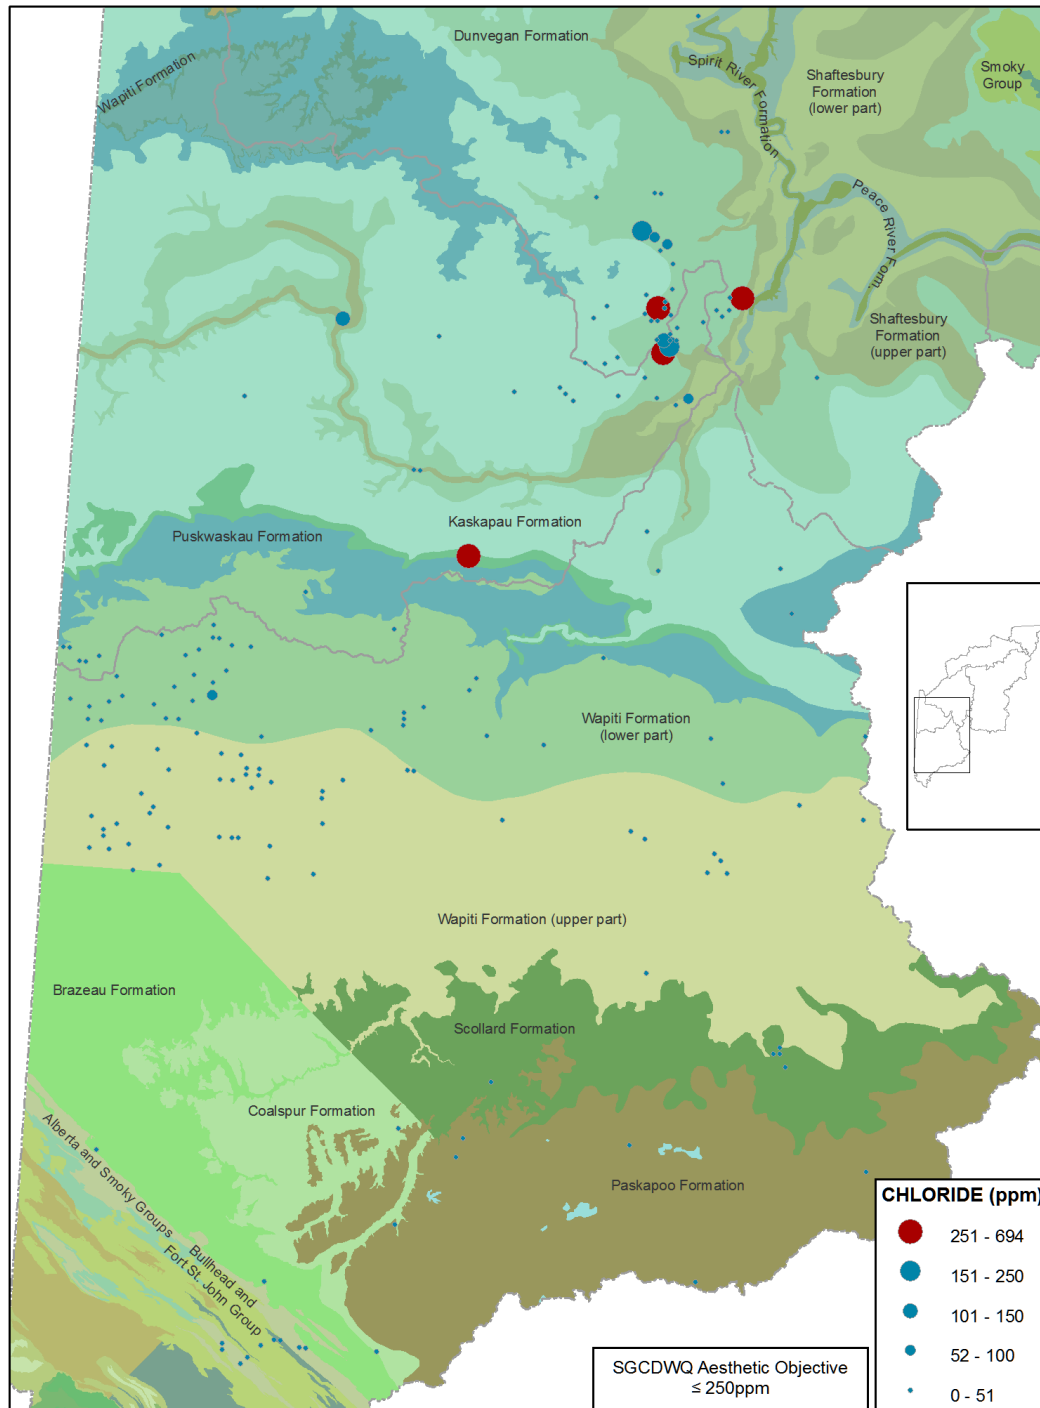 Dunvegan Formation
Wapiti Formation
Spirit River Formation
Shaftesbury
Formation
(lower part)
Smoky
Group
Peace River Form.
Shaftesbury
Formation
(upper part)
Kaskapau Formation
Puskwaskau Formation
Wapiti Formation
(lower part)
Wapiti Formation (upper part)
Brazeau Formation
Scollard Formation
Coalspur Formation
Alberta and Smoky Groups
Paskapoo Formation
Bullhead and
Fort St. John Group
CHLORIDE (ppm)
251 - 694
151 - 250
101 - 150
52 - 100
0 - 51
SGCDWQ Aesthetic Objective
≤ 250ppm